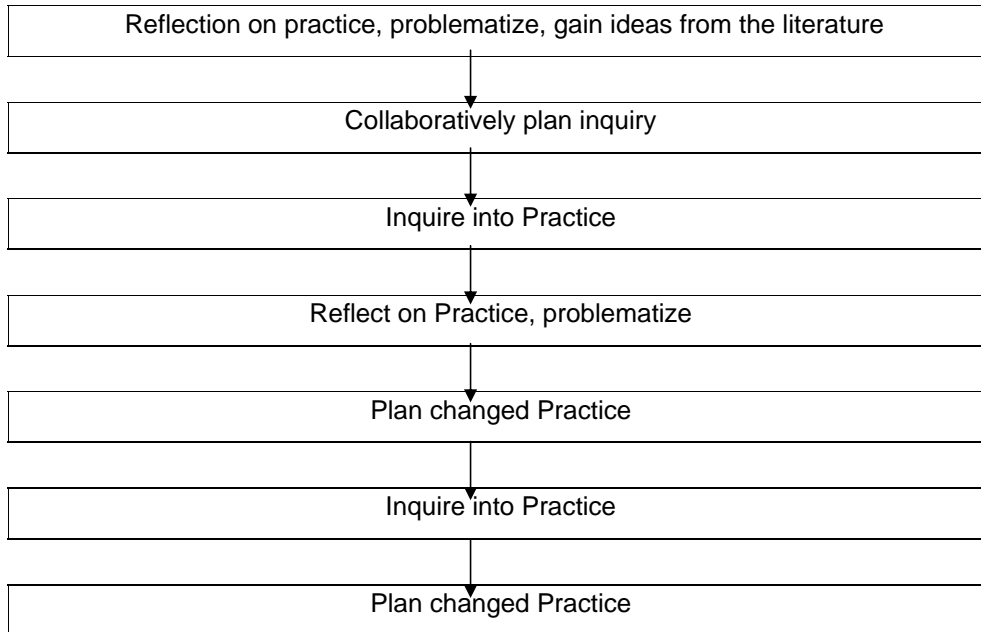 Reflection on practice, problematize, gain ideas from the literature
Collaboratively plan inquiry
Inquire into Practice
Reflect on Practice, problematize
Plan changed Practice
Inquire into Practice
Plan changed Practice